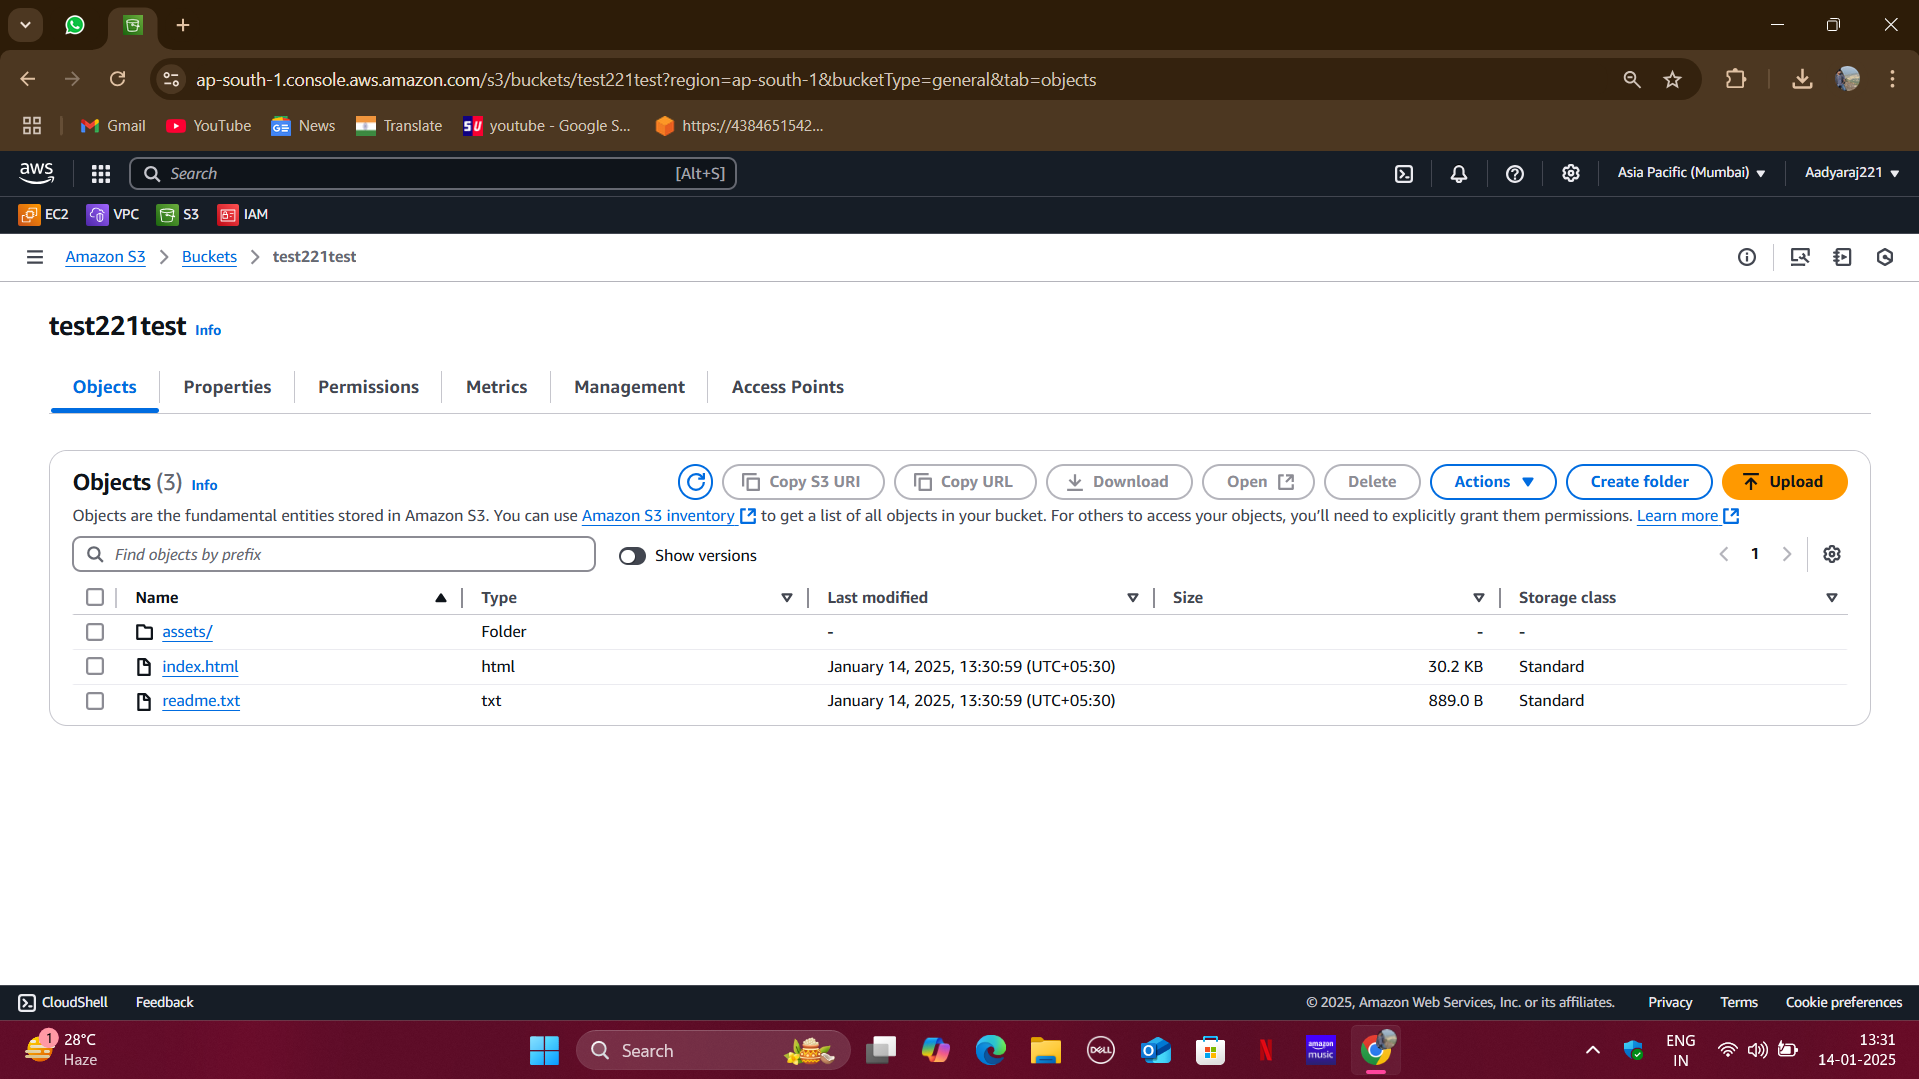 ap-south-1.console.aws.amazon.com/s3/buckets/test221test?region=ap-south-1&bucketType=general&tab=objects
Gmail YouTube News Translate youtube - Google S... https://4384651542...
aws Search [Alt+S] Asia Pacific (Mumbai) Aadyaraj221
EC2 VPC S3 IAM
Amazon S3 Buckets test221test
test221test Info
Objects Properties Permissions Metrics Management Access Points
Objects (3) Info Copy S3 URI Copy URL Download Open Delete Actions Create folder Upload
Objects are the fundamental entities stored in Amazon S3. You can use Amazon S3 inventory to get a list of all objects in your bucket. For others to access your objects, you'll need to explicitly grant them permissions. Learn more
Find objects by prefix Show versions 1
Name Type Last modified Size Storage class
assets/ Folder - - -
index.html html January 14, 2025, 13:30:59 (UTC+05:30) 30.2 KB Standard
readme.txt txt January 14, 2025, 13:30:59 (UTC+05:30) 889.0 B Standard
CloudShell Feedback © 2025, Amazon Web Services, Inc. or its affiliates. Privacy Terms Cookie preferences
1 28°C Search DELL amazon music ENG 13:31
Haze IN 14-01-2025